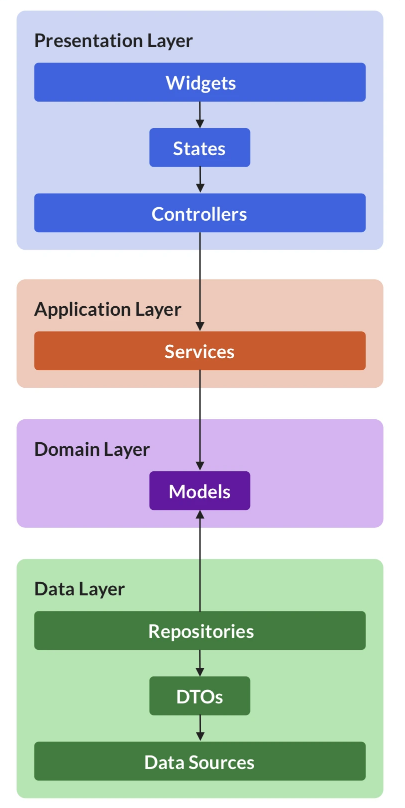 Presentation Layer
Widgets
States
Controllers
Application Layer
Services
Domain Layer
Models
Data Layer
Repositories
DTOs
Data Sources